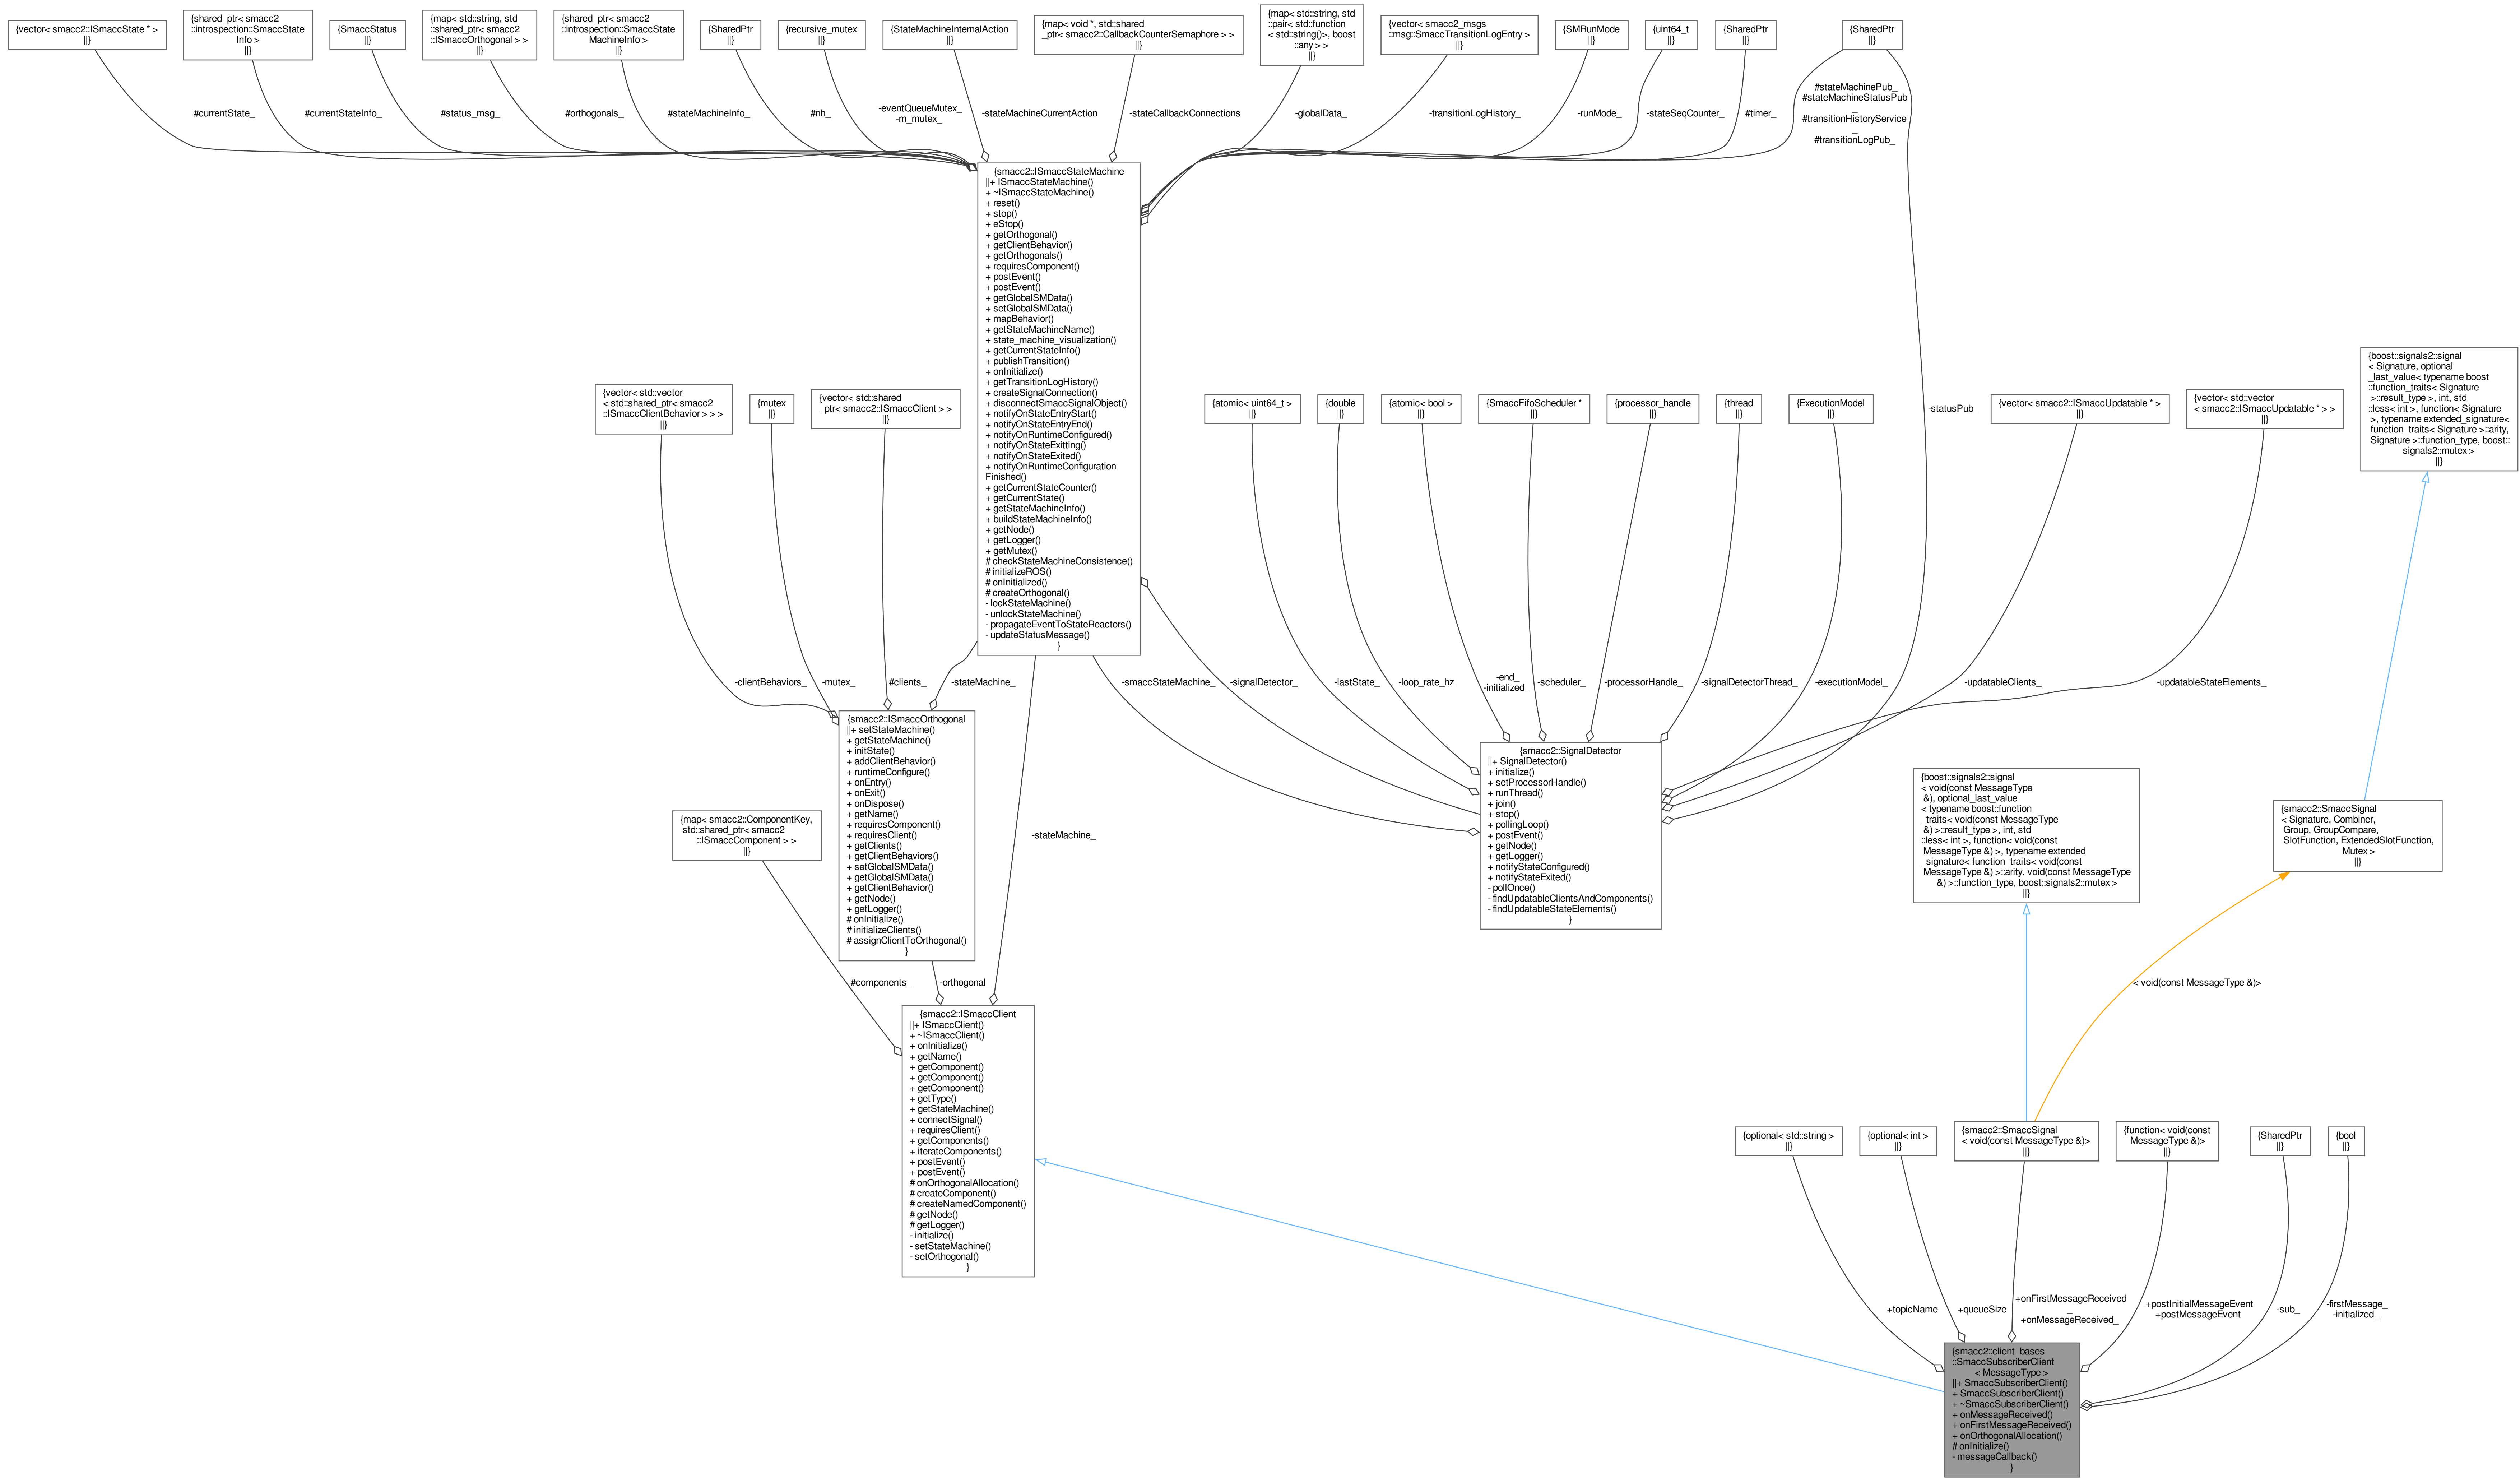 {vector< smacc2::ISmaccState * >
||}
{shared_ptr< smacc2
::introspection::SmaccState
Info >
||}
{SmaccStatus
||}
{map< std::string, std
::shared_ptr< smacc2
::ISmaccOrthogonal > >
||}
{shared_ptr< smacc2
::introspection::SmaccState
MachineInfo >
||}
{SharedPtr
||}
{recursive_mutex
||}
{StateMachineInternalAction
||}
{map< void *, std::shared
_ptr< smacc2::CallbackCounterSemaphore > >
||}
{map< std::string, std
::pair< std::function
< std::string()>, boost
::any > >
||}
{vector< smacc2_msgs
::msg::SmaccTransitionLogEntry >
||}
{SMRunMode
||}
{uint64_t
||}
{SharedPtr
||}
{SharedPtr
||}
#currentState_
#currentStateInfo_
#status_msg_
#orthogonals_
#stateMachineInfo_
#nh_
-eventQueueMutex_
-m_mutex_
-stateMachineCurrentAction
-stateCallbackConnections
-globalData_
-transitionLogHistory_
-runMode_
-stateSeqCounter_
#timer_
#stateMachinePub_
#stateMachineStatusPub
_
#transitionHistoryService
_
#transitionLogPub_
{smacc2::ISmaccStateMachine
||+ ISmaccStateMachine()
+ ~ISmaccStateMachine()
+ reset()
+ stop()
+ eStop()
+ getOrthogonal()
+ getClientBehavior()
+ getOrthogonals()
+ requiresComponent()
+ postEvent()
+ postEvent()
+ getGlobalSMData()
+ setGlobalSMData()
+ mapBehavior()
+ getStateMachineName()
+ state_machine_visualization()
+ getCurrentStateInfo()
+ publishTransition()
+ onInitialize()
+ getTransitionLogHistory()
+ createSignalConnection()
+ disconnectSmaccSignalObject()
+ notifyOnStateEntryStart()
+ notifyOnStateEntryEnd()
+ notifyOnRuntimeConfigured()
+ notifyOnStateExitting()
+ notifyOnStateExited()
+ notifyOnRuntimeConfiguration
Finished()
+ getCurrentStateCounter()
+ getCurrentState()
+ getStateMachineInfo()
+ buildStateMachineInfo()
+ getNode()
+ getLogger()
+ getMutex()
# checkStateMachineConsistence()
# initializeROS()
# onInitialized()
# createOrthogonal()
- lockStateMachine()
- unlockStateMachine()
- propagateEventToStateReactors()
- updateStatusMessage()
}
{vector< std::vector
< std::shared_ptr< smacc2
::ISmaccClientBehavior > > >
||}
{mutex
||}
{vector< std::shared
_ptr< smacc2::ISmaccClient > >
||}
{atomic< uint64_t >
||}
{double
||}
{atomic< bool >
||}
{SmaccFifoScheduler *
||}
{processor_handle
||}
{thread
||}
{ExecutionModel
||}
-statusPub_
{vector< smacc2::ISmaccUpdatable * >
||}
{vector< std::vector
< smacc2::ISmaccUpdatable * > >
||}
{boost::signals2::signal
< Signature, optional
_last_value< typename boost
::function_traits< Signature
>::result_type >, int, std
::less< int >, function< Signature
>, typename extended_signature<
function_traits< Signature >::arity,
Signature >::function_type, boost::
signals2::mutex >
||}
-clientBehaviors_
-mutex_
#clients_
-stateMachine_
-smaccStateMachine_
-signalDetector_
-lastState_
-loop_rate_hz
-end_
-initialized_
-scheduler_
-processorHandle_
-signalDetectorThread_
-executionModel_
-updatableClients_
-updatableStateElements_
{smacc2::ISmaccOrthogonal
||+ setStateMachine()
+ getStateMachine()
+ initState()
+ addClientBehavior()
+ runtimeConfigure()
+ onEntry()
+ onExit()
+ onDispose()
+ getName()
+ requiresComponent()
+ requiresClient()
+ getClients()
+ getClientBehaviors()
+ setGlobalSMData()
+ getGlobalSMData()
+ getClientBehavior()
+ getNode()
+ getLogger()
# onInitialize()
# initializeClients()
# assignClientToOrthogonal()
}
{smacc2::SignalDetector
||+ SignalDetector()
+ initialize()
+ setProcessorHandle()
+ runThread()
+ join()
+ stop()
+ pollingLoop()
+ postEvent()
+ getNode()
+ getLogger()
+ notifyStateConfigured()
+ notifyStateExited()
- pollOnce()
- findUpdatableClientsAndComponents()
- findUpdatableStateElements()
}
{boost::signals2::signal
< void(const MessageType
&), optional_last_value
< typename boost::function
_traits< void(const MessageType
&) >::result_type >, int, std
::less< int >, function< void(const
MessageType &) >, typename extended
_signature< function_traits< void(const
MessageType &) >::arity, void(const MessageType
&) >::function_type, boost::signals2::mutex >
||}
{smacc2::SmaccSignal
< Signature, Combiner,
Group, GroupCompare,
SlotFunction, ExtendedSlotFunction,
Mutex >
||}
{map< smacc2::ComponentKey,
std::shared_ptr< smacc2
::ISmaccComponent > >
||}
-stateMachine_
#components_
-orthogonal_
< void(const MessageType &)>
{smacc2::ISmaccClient
||+ ISmaccClient()
+ ~ISmaccClient()
+ onInitialize()
+ getName()
+ getComponent()
+ getComponent()
+ getComponent()
+ getType()
+ getStateMachine()
+ connectSignal()
+ requiresClient()
+ getComponents()
+ iterateComponents()
+ postEvent()
+ postEvent()
# onOrthogonalAllocation()
# createComponent()
# createNamedComponent()
# getNode()
# getLogger()
- initialize()
- setStateMachine()
- setOrthogonal()
}
{optional< std::string >
||}
{optional< int >
||}
{smacc2::SmaccSignal
< void(const MessageType &)>
||}
{function< void(const
MessageType &)>
||}
{SharedPtr
||}
{bool
||}
+topicName
+queueSize
+onFirstMessageReceived
_
+onMessageReceived_
+postInitialMessageEvent
+postMessageEvent
-sub_
-firstMessage_
-initialized_
{smacc2::client_bases
::SmaccSubscriberClient
< MessageType >
||+ SmaccSubscriberClient()
+ SmaccSubscriberClient()
+ ~SmaccSubscriberClient()
+ onMessageReceived()
+ onFirstMessageReceived()
+ onOrthogonalAllocation()
# onInitialize()
- messageCallback()
}